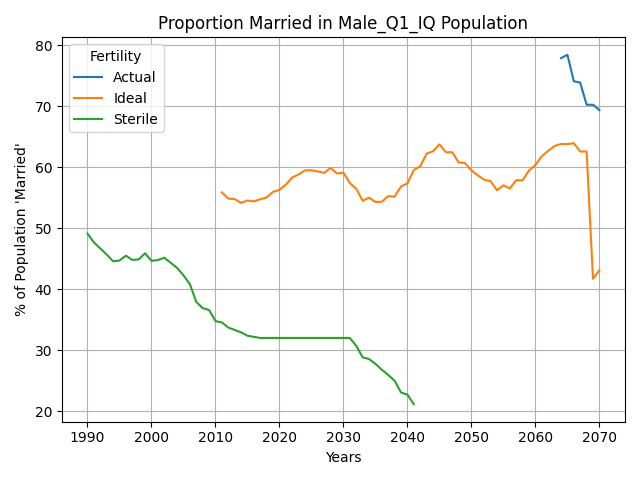 Proportion Married in Male_Q1_IQ Population
Fertility
Actual
Ideal
Sterile
% of Population 'Married'
80
70
60
50
40
30
20
1990 2000 2010 2020 2030 2040 2050 2060 2070
Years